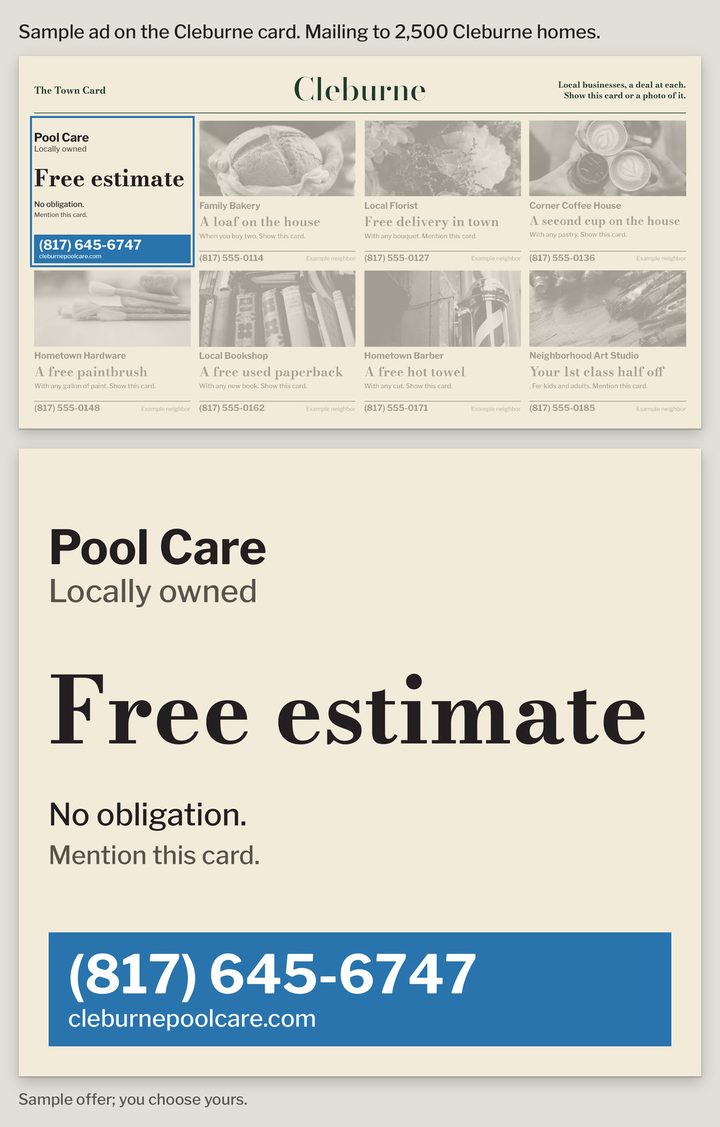 Sample ad on the Cleburne card. Mailing to 2,500 Cleburne homes.
The Town Card
Cleburne
Local businesses, a deal at each.
Show this card or a photo of it.
Pool Care
Locally owned
Free estimate
No obligation.
Mention this card.
(817) 645-6747
cleburnepoolcare.com
Family Bakery
A loaf on the house
When you buy two. Show this card.
(817) 555-0114
Example neighbor
Local Florist
Free delivery in town
With any bouquet. Mention this card.
(817) 555-0127
Example neighbor
Corner Coffee House
A second cup on the house
With any pastry. Show this card.
(817) 555-0136
Example neighbor
Hometown Hardware
A free paintbrush
With any gallon of paint. Show this card.
(817) 555-0148
Example neighbor
Local Bookshop
A free used paperback
With any new book. Show this card.
(817) 555-0162
Example neighbor
Hometown Barber
A free hot towel
With any cut. Show this card.
(817) 555-0171
Example neighbor
Neighborhood Art Studio
Your 1st class half off
For kids and adults. Mention this card.
(817) 555-0185
Example neighbor
Pool Care
Locally owned
Free estimate
No obligation.
Mention this card.
(817) 645-6747
cleburnepoolcare.com
Sample offer; you choose yours.